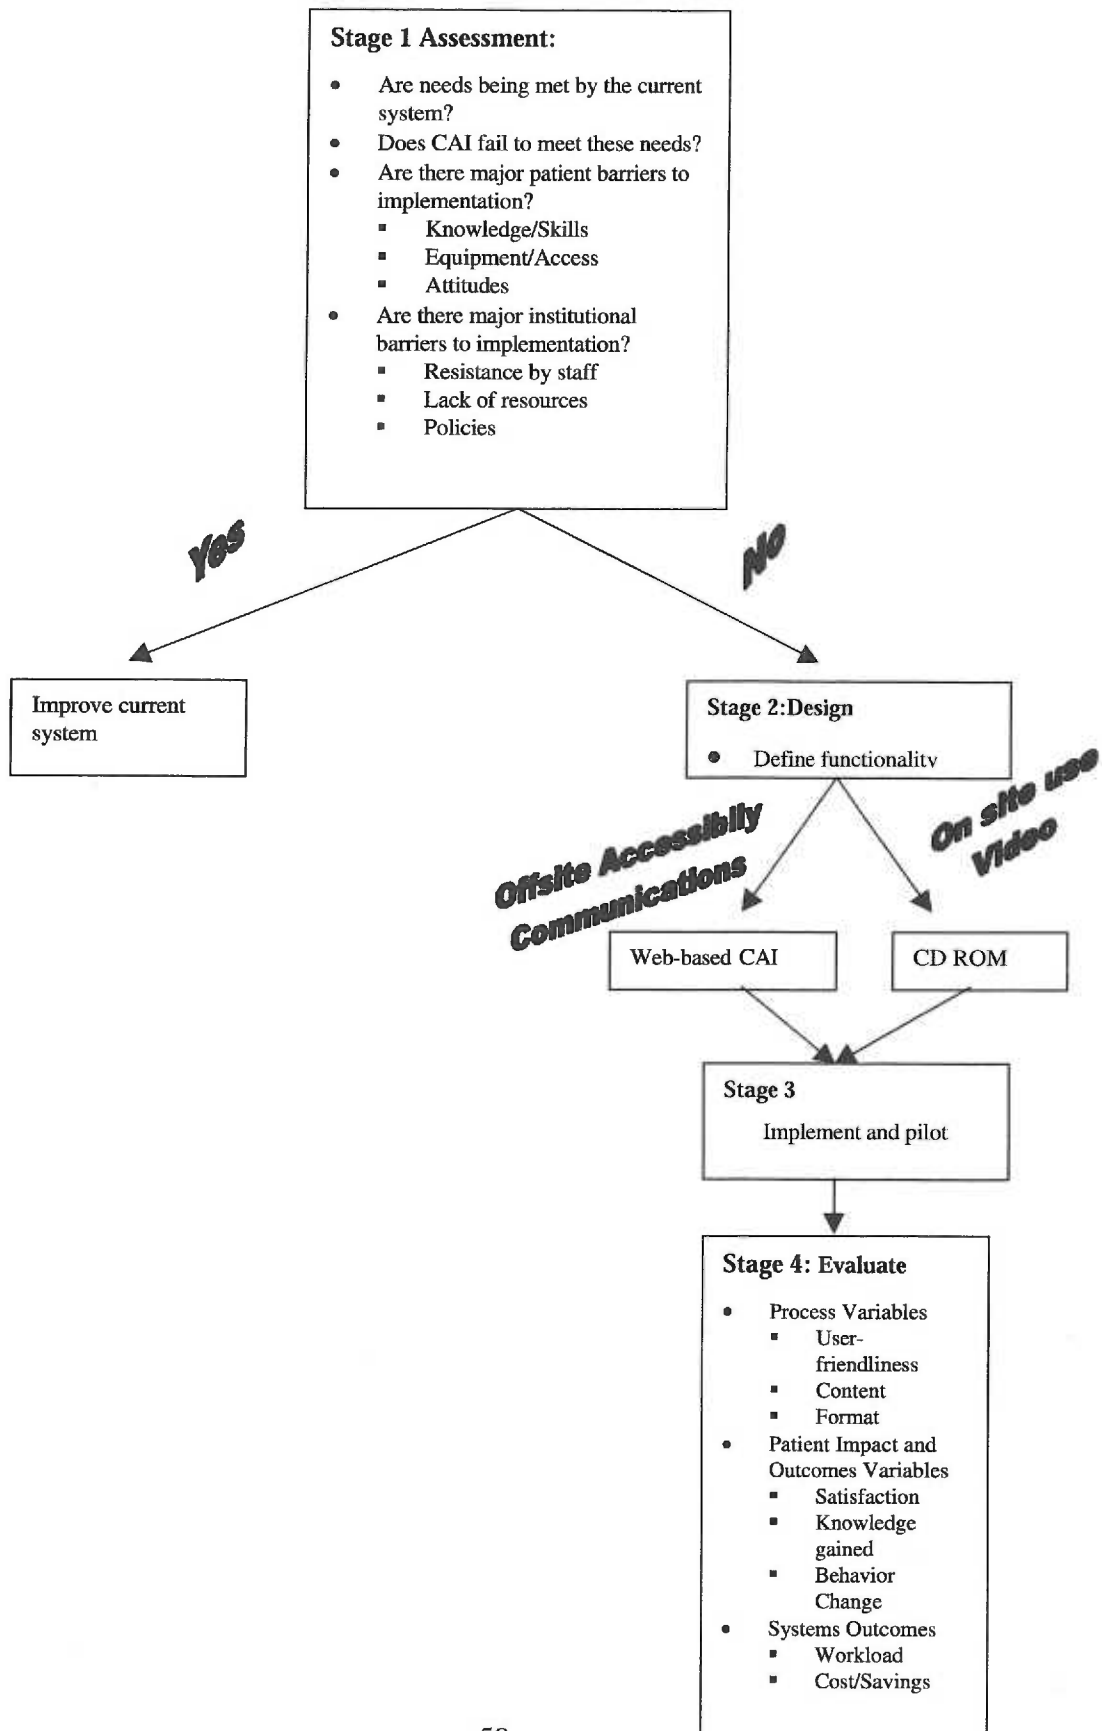 Stage 1 Assessment:
● Are needs being met by the current
system?
● Does CAI fail to meet these needs?
● Are there major patient barriers to
implementation?
▪ Knowledge/Skills
▪ Equipment/Access
▪ Attitudes
● Are there major institutional
barriers to implementation?
▪ Resistance by staff
▪ Lack of resources
▪ Policies
Yes
No
Improve current
system
Stage 2:Design
● Define functionality
Offsite Accessibily
Communications
On site use
Video
Web-based CAI
CD ROM
Stage 3
Implement and pilot
Stage 4: Evaluate
● Process Variables
▪ User-
friendliness
▪ Content
▪ Format
● Patient Impact and
Outcomes Variables
▪ Satisfaction
▪ Knowledge
gained
▪ Behavior
Change
● Systems Outcomes
▪ Workload
▪ Cost/Savings